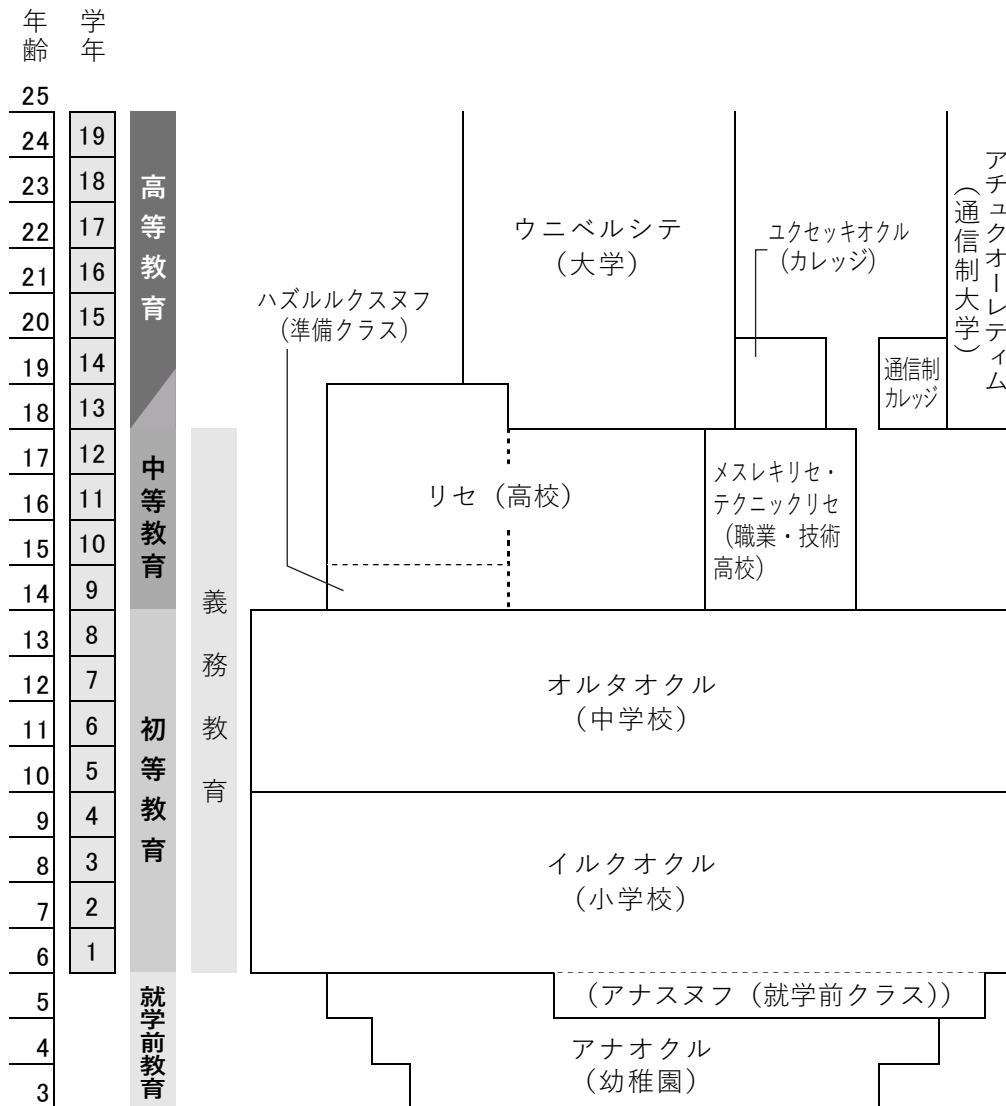 年齢
学年
25
24
23
22
21
20
19
18
17
16
15
14
13
12
11
10
9
8
7
6
5
4
3
19
18
17
16
15
14
13
12
11
10
9
8
7
6
5
4
3
2
1
高等教育
中等教育
初等教育
就学前教育
義務教育
ハズルルクスヌフ
（準備クラス）
ウニベルシテ
（大学）
ユクセッキオクル
（カレッジ）
通信制
カレッジ
アチュクオーレティム
（通信制大学）
リセ（高校）
メスレキリセ・
テクニックリセ
（職業・技術
高校）
オルタオクル
（中学校）
イルクオクル
（小学校）
（アナスヌフ（就学前クラス））
アナオクル
（幼稚園）